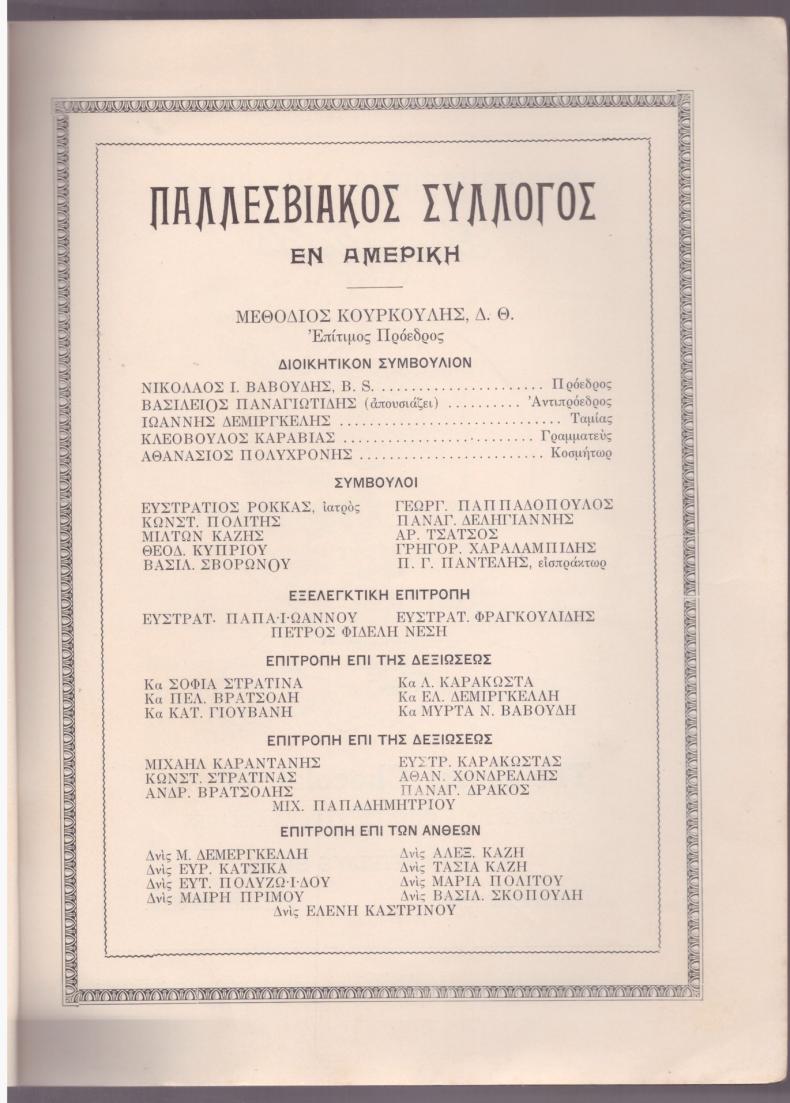 ΠΑΛΛΕΣΒΙΑΚΟΣ ΣΥΛΛΟΓΟΣ
ΕΝ ΑΜΕΡΙΚΗ
ΜΕΘΟΔΙΟΣ ΚΟΥΡΚΟΥΛΗΣ, Δ. Θ.
Ἐπίτιμος Πρόεδρος
ΔΙΟΙΚΗΤΙΚΟΝ ΣΥΜΒΟΥΛΙΟΝ
ΝΙΚΟΛΑΟΣ Ι. ΒΑΒΟΥΔΗΣ, B. S. ...................... Πρόεδρος
ΒΑΣΙΛΕΙΟΣ ΠΑΝΑΓΙΩΤΙΔΗΣ (ἀπουσιάζει) .......... Ἀντιπρόεδρος
ΙΩΑΝΝΗΣ ΔΕΜΙΡΓΚΕΛΗΣ .............................. Ταμίας
ΚΛΕΟΒΟΥΛΟΣ ΚΑΡΑΒΙΑΣ .......................... Γραμματεὺς
ΑΘΑΝΑΣΙΟΣ ΠΟΛΥΧΡΟΝΗΣ ......................... Κοσμήτωρ
ΣΥΜΒΟΥΛΟΙ
ΕΥΣΤΡΑΤΙΟΣ ΡΟΚΚΑΣ, ἰατρὸς ΓΕΩΡΓ. ΠΑΠΠΑΔΟΠΟΥΛΟΣ
ΚΩΝΣΤ. ΠΟΛΙΤΗΣ ΠΑΝΑΓ. ΔΕΛΗΓΙΑΝΝΗΣ
ΜΙΛΤΩΝ ΚΑΖΗΣ ΑΡ. ΤΣΑΤΣΟΣ
ΘΕΟΔ. ΚΥΠΡΙΟΥ ΓΡΗΓΟΡ. ΧΑΡΑΛΑΜΠΙΔΗΣ
ΒΑΣΙΛ. ΣΒΟΡΩΝΟΥ Π. Γ. ΠΑΝΤΕΛΗΣ, εἰσπράκτωρ
ΕΞΕΛΕΓΚΤΙΚΗ ΕΠΙΤΡΟΠΗ
ΕΥΣΤΡΑΤ. ΠΑΠΑ·Ι·ΩΑΝΝΟΥ ΕΥΣΤΡΑΤ. ΦΡΑΓΚΟΥΛΙΔΗΣ
ΠΕΤΡΟΣ ΦΙΔΕΛΗ ΝΕΣΗ
ΕΠΙΤΡΟΠΗ ΕΠΙ ΤΗΣ ΔΕΞΙΩΣΕΩΣ
Κα ΣΟΦΙΑ ΣΤΡΑΤΙΝΑ Κα Λ. ΚΑΡΑΚΩΣΤΑ
Κα ΠΕΛ. ΒΡΑΤΣΟΛΗ Κα ΕΛ. ΔΕΜΙΡΓΚΕΛΛΗ
Κα ΚΑΤ. ΓΙΟΥΒΑΝΗ Κα ΜΥΡΤΑ Ν. ΒΑΒΟΥΔΗ
ΕΠΙΤΡΟΠΗ ΕΠΙ ΤΗΣ ΔΕΞΙΩΣΕΩΣ
ΜΙΧΑΗΛ ΚΑΡΑΝΤΑΝΗΣ ΕΥΣΤΡ. ΚΑΡΑΚΩΣΤΑΣ
ΚΩΝΣΤ. ΣΤΡΑΤΙΝΑΣ ΑΘΑΝ. ΧΟΝΔΡΕΛΛΗΣ
ΑΝΔΡ. ΒΡΑΤΣΟΛΗΣ ΠΑΝΑΓ. ΔΡΑΚΟΣ
ΜΙΧ. ΠΑΠΑΔΗΜΗΤΡΙΟΥ
ΕΠΙΤΡΟΠΗ ΕΠΙ ΤΩΝ ΑΝΘΕΩΝ
Δνὶς Μ. ΔΕΜΕΡΓΚΕΛΛΗ Δνὶς ΑΛΕΞ. ΚΑΖΗ
Δνὶς ΕΥΡ. ΚΑΤΣΙΚΑ Δνὶς ΤΑΣΙΑ ΚΑΖΗ
Δνὶς ΕΥΤ. ΠΟΛΥΖΩ·Ι·ΔΟΥ Δνὶς ΜΑΡΙΑ ΠΟΛΙΤΟΥ
Δνὶς ΜΑΙΡΗ ΠΡΙΜΟΥ Δνὶς ΒΑΣΙΛ. ΣΚΟΠΟΥΛΗ
Δνὶς ΕΛΕΝΗ ΚΑΣΤΡΙΝΟΥ